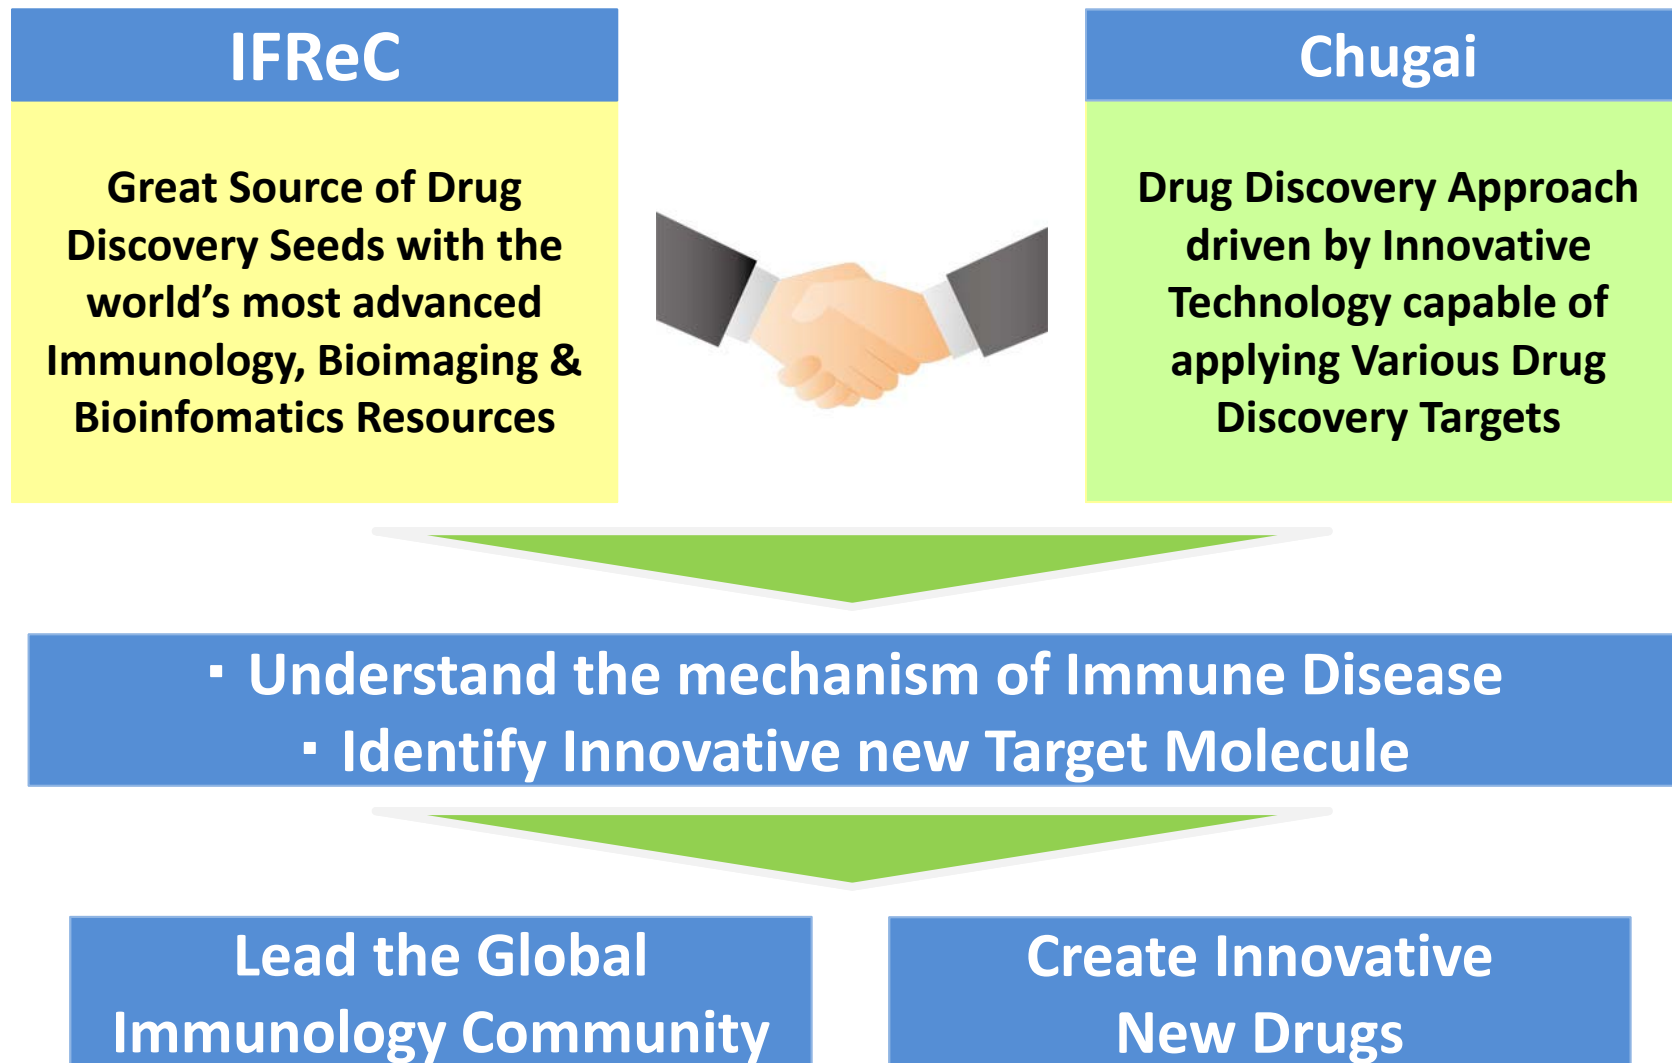 IFReC
Great Source of Drug
Discovery Seeds with the
world’s most advanced
Immunology, Bioimaging &
Bioinfomatics Resources
Chugai
Drug Discovery Approach
driven by Innovative
Technology capable of
applying Various Drug
Discovery Targets
▪ Understand the mechanism of Immune Disease
▪ Identify Innovative new Target Molecule
Lead the Global
Immunology Community
Create Innovative
New Drugs